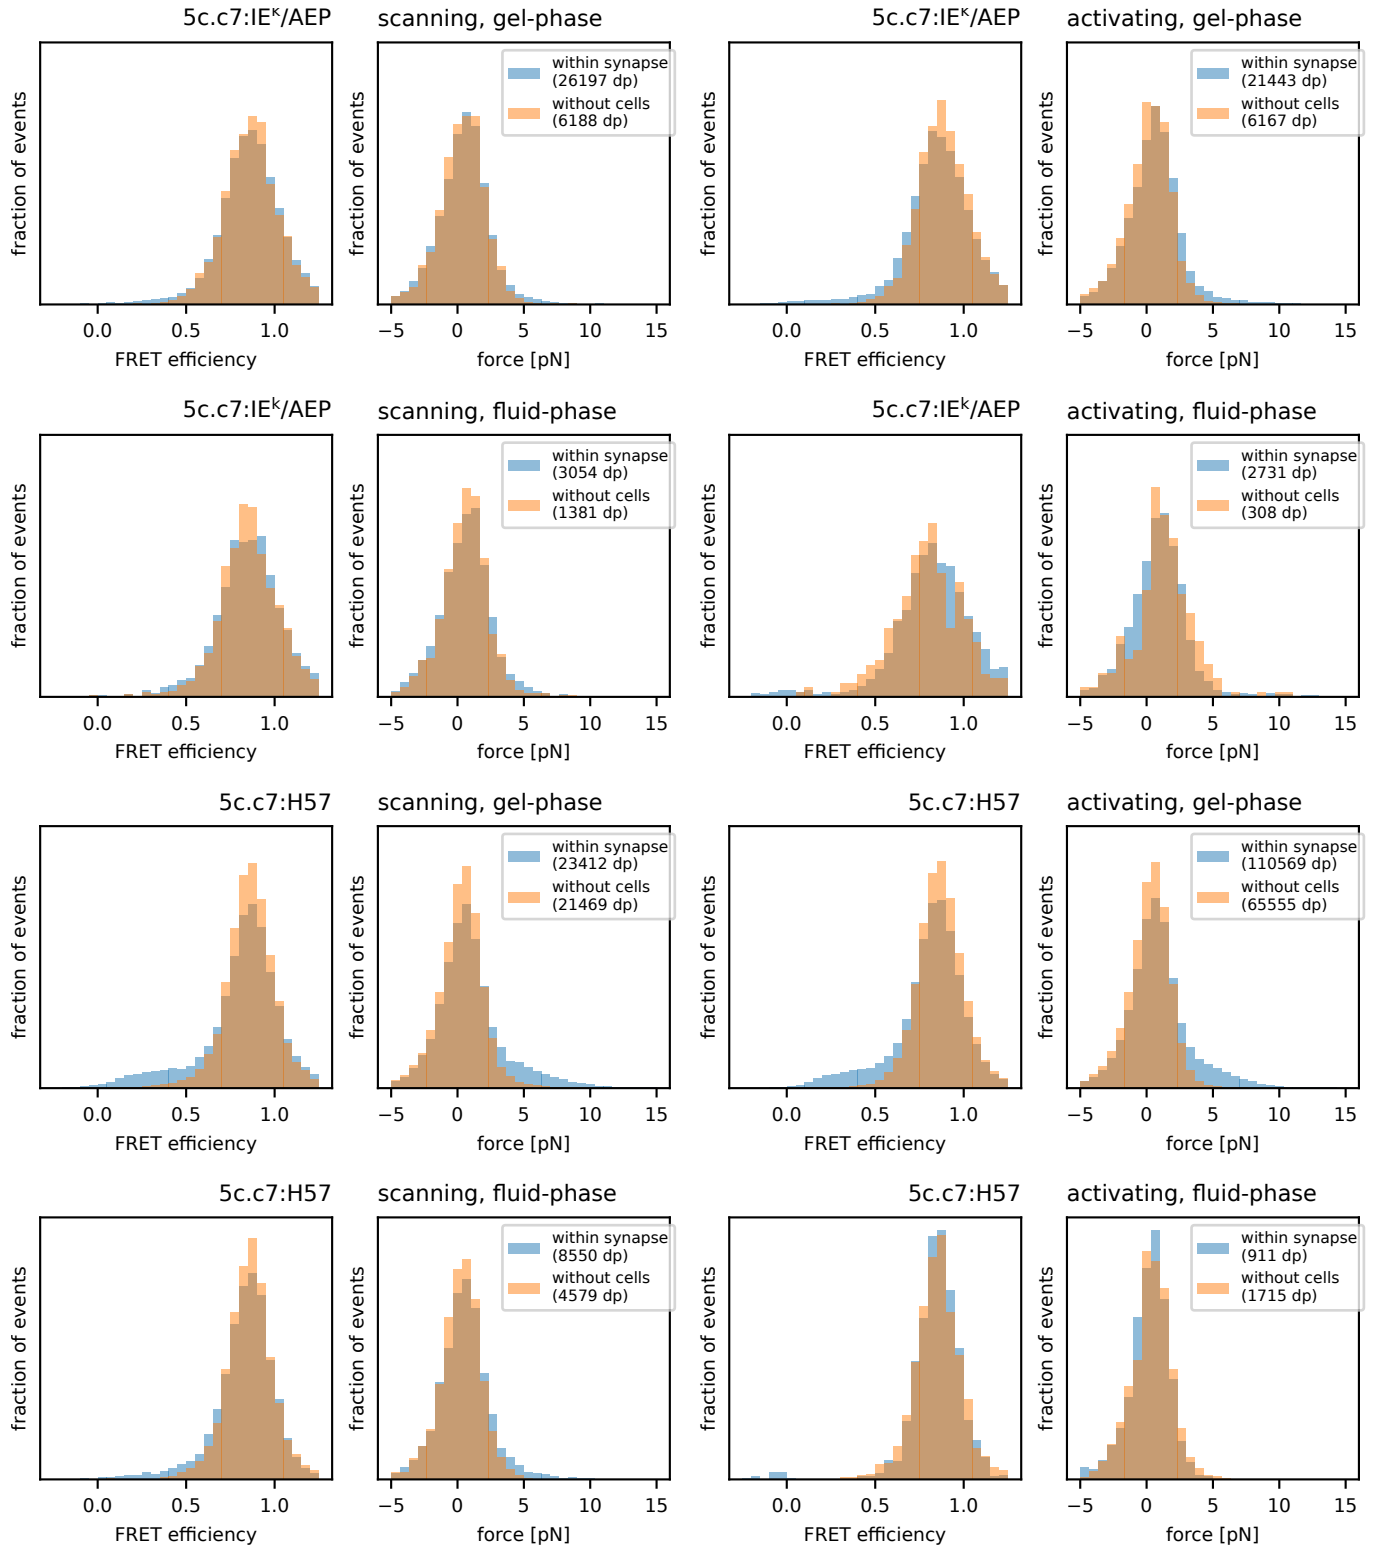 5c.c7:IEᴷ/AEP scanning, gel-phase
5c.c7:IEᴷ/AEP activating, gel-phase
fraction of events
fraction of events
within synapse
(26197 dp)
without cells
(6188 dp)
fraction of events
fraction of events
within synapse
(21443 dp)
without cells
(6167 dp)
0.0 0.5 1.0
−5 0 5 10 15
0.0 0.5 1.0
−5 0 5 10 15
FRET efficiency
force [pN]
FRET efficiency
force [pN]
5c.c7:IEᵏ/AEP scanning, fluid-phase
5c.c7:IEᵏ/AEP activating, fluid-phase
fraction of events
fraction of events
within synapse
(3054 dp)
without cells
(1381 dp)
fraction of events
fraction of events
within synapse
(2731 dp)
without cells
(308 dp)
0.0 0.5 1.0
−5 0 5 10 15
0.0 0.5 1.0
−5 0 5 10 15
FRET efficiency
force [pN]
FRET efficiency
force [pN]
5c.c7:H57 scanning, gel-phase
5c.c7:H57 activating, gel-phase
fraction of events
fraction of events
within synapse
(23412 dp)
without cells
(21469 dp)
fraction of events
fraction of events
within synapse
(110569 dp)
without cells
(65555 dp)
0.0 0.5 1.0
−5 0 5 10 15
0.0 0.5 1.0
−5 0 5 10 15
FRET efficiency
force [pN]
FRET efficiency
force [pN]
5c.c7:H57 scanning, fluid-phase
5c.c7:H57 activating, fluid-phase
fraction of events
fraction of events
within synapse
(8550 dp)
without cells
(4579 dp)
fraction of events
fraction of events
within synapse
(911 dp)
without cells
(1715 dp)
0.0 0.5 1.0
−5 0 5 10 15
0.0 0.5 1.0
−5 0 5 10 15
FRET efficiency
force [pN]
FRET efficiency
force [pN]